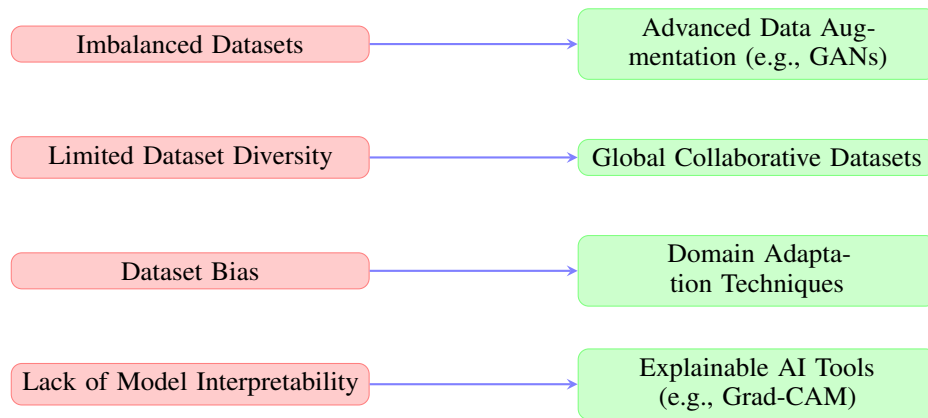 Imbalanced Datasets
Advanced Data Aug-
mentation (e.g., GANs)
Limited Dataset Diversity
Global Collaborative Datasets
Dataset Bias
Domain Adapta-
tion Techniques
Lack of Model Interpretability
Explainable AI Tools
(e.g., Grad-CAM)